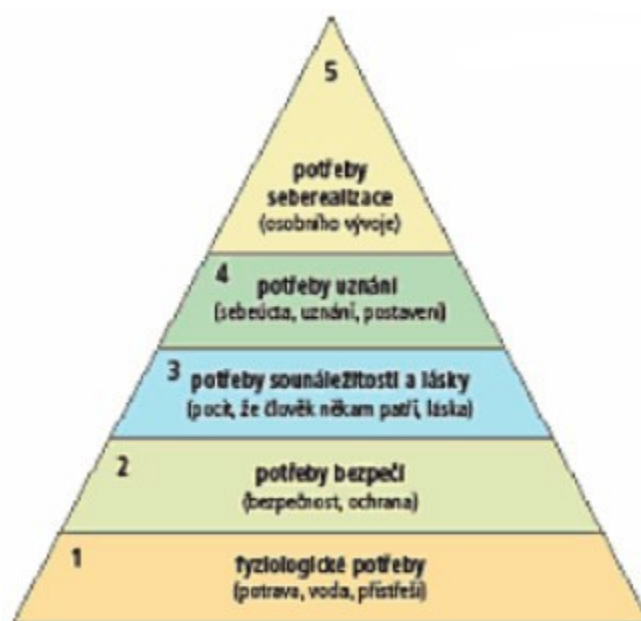 5
potřeby
seberealizace
(osobního vývoje)
4
potřeby uznání
(sebeúcta, uznání, postavení)
3
potřeby sounáležitosti a lásky
(pocit, že člověk někam patří, láska)
2
potřeby bezpečí
(bezpečnost, ochrana)
1
fyziologické potřeby
(potrava, voda, přístřeší)